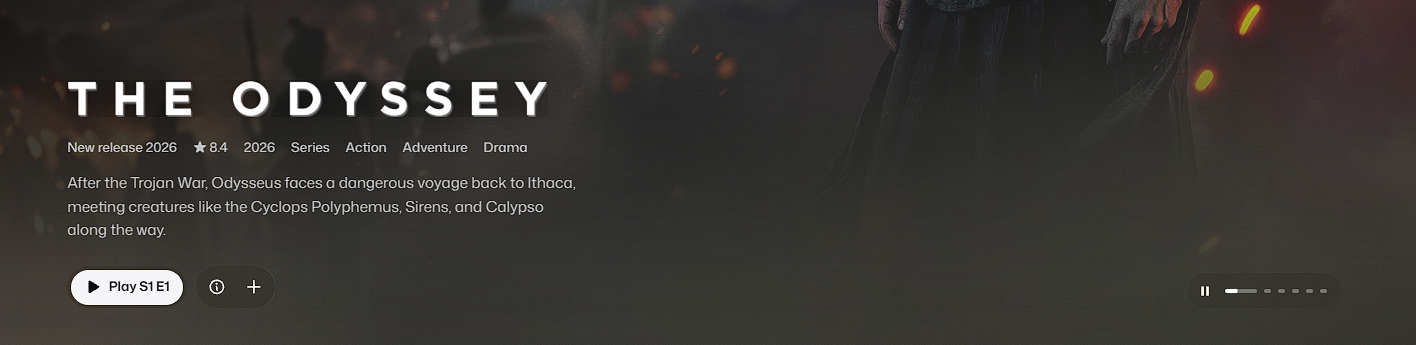 THE ODYSSEY
New release 2026 ★ 8.4 2026 Series Action Adventure Drama
After the Trojan War, Odysseus faces a dangerous voyage back to Ithaca,
meeting creatures like the Cyclops Polyphemus, Sirens, and Calypso
along the way.
Play S1 E1